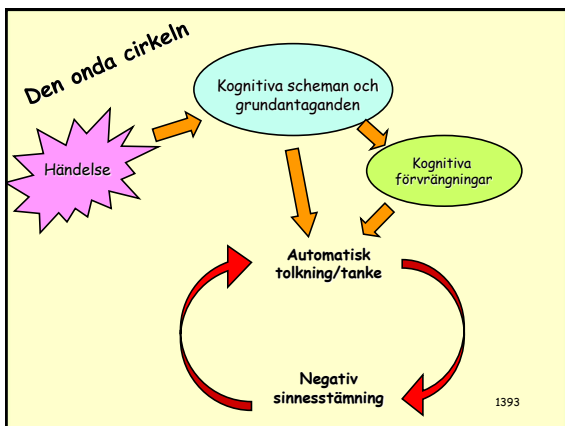 Den onda cirkeln
Kognitiva scheman och
grundantaganden
Händelse
Kognitiva
förvrängningar
Automatisk
tolkning/tanke
Negativ
sinnesstämning
1393